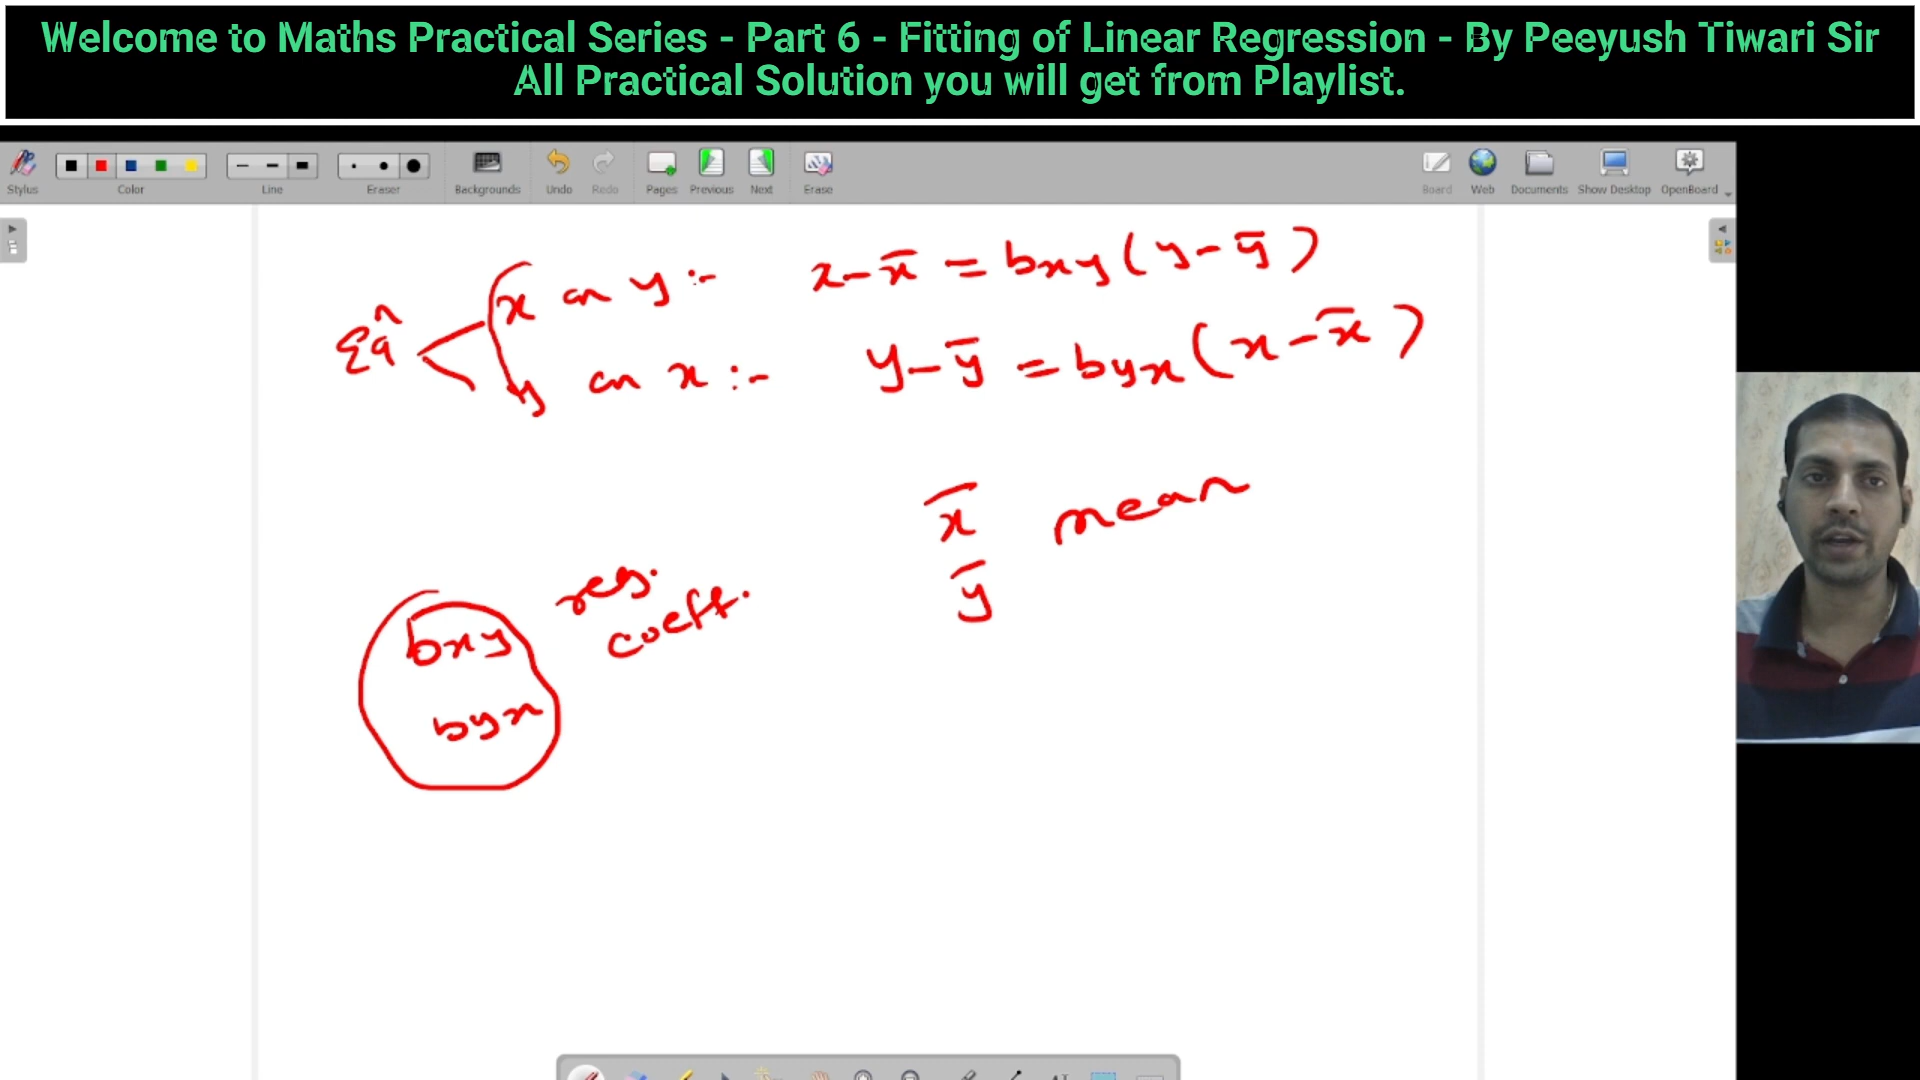 Welcome to Maths Practical Series - Part 6 - Fitting of Linear Regression - By Peeyush Tiwari Sir
All Practical Solution you will get from Playlist.
Stylus Color Line Eraser Backgrounds Undo Redo Pages Previous Next Erase Board Web Documents Show Desktop OpenBoard
x on y :- x - x̄ = bxy (y - ȳ)
Eqⁿ
y on x :- y - ȳ = byx (x - x̄)
x̄ mean
ȳ
reg.
coeff.
bxy
byx